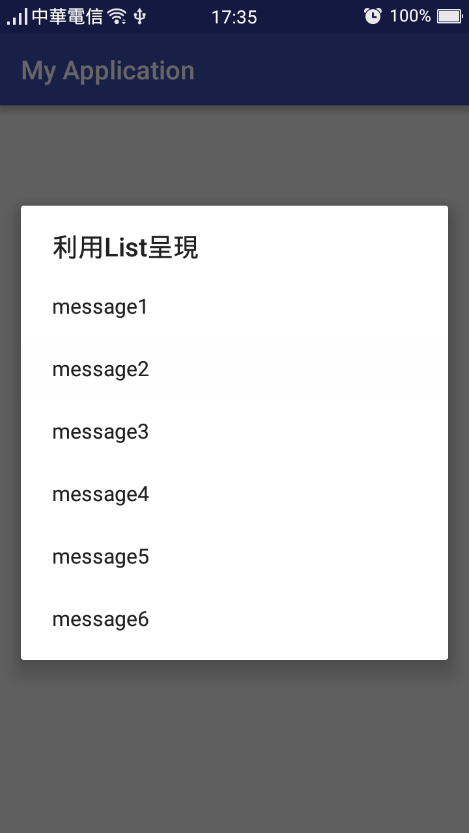 中華電信 17:35 100%
My Application
利用List呈現
message1
message2
message3
message4
message5
message6